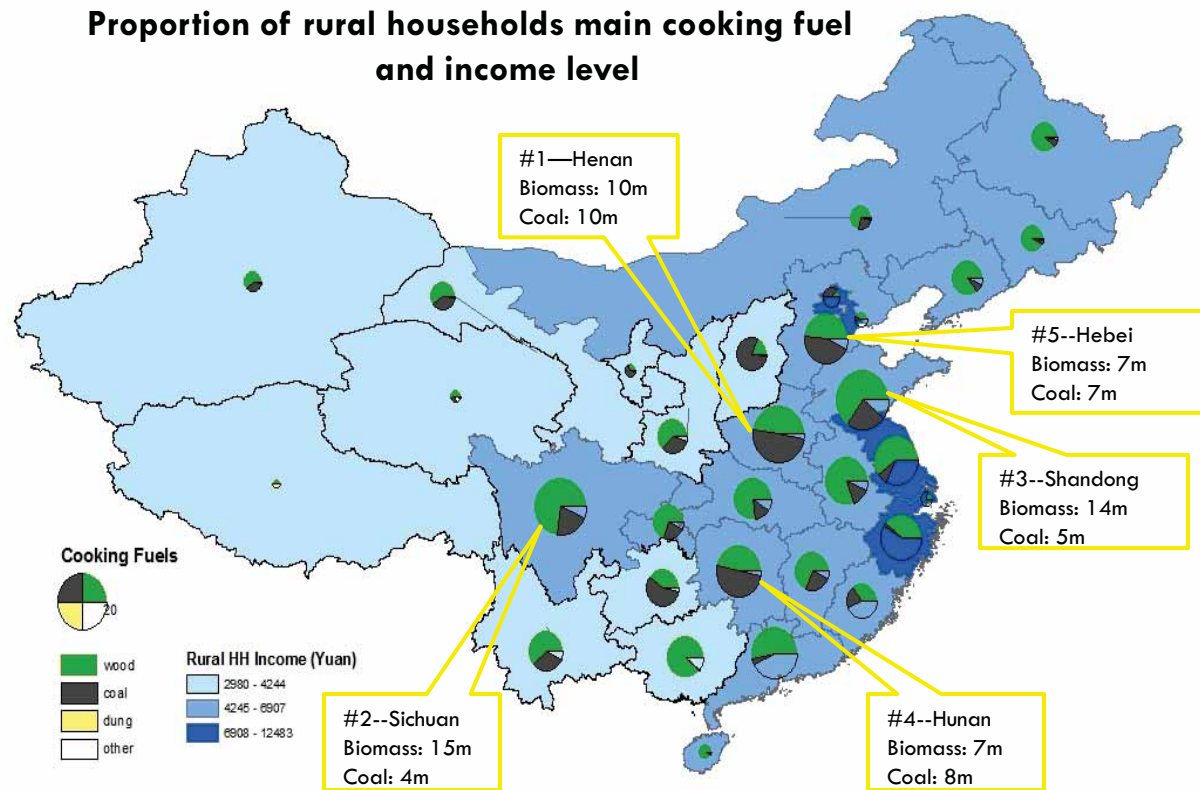 Proportion of rural households main cooking fuel
and income level
#1—Henan
Biomass: 10m
Coal: 10m
#5--Hebei
Biomass: 7m
Coal: 7m
#3--Shandong
Biomass: 14m
Coal: 5m
Cooking Fuels
20
wood
coal
dung
other
Rural HH Income (Yuan)
2980 - 4244
4245 - 6907
6908 - 12483
#2--Sichuan
Biomass: 15m
Coal: 4m
#4--Hunan
Biomass: 7m
Coal: 8m